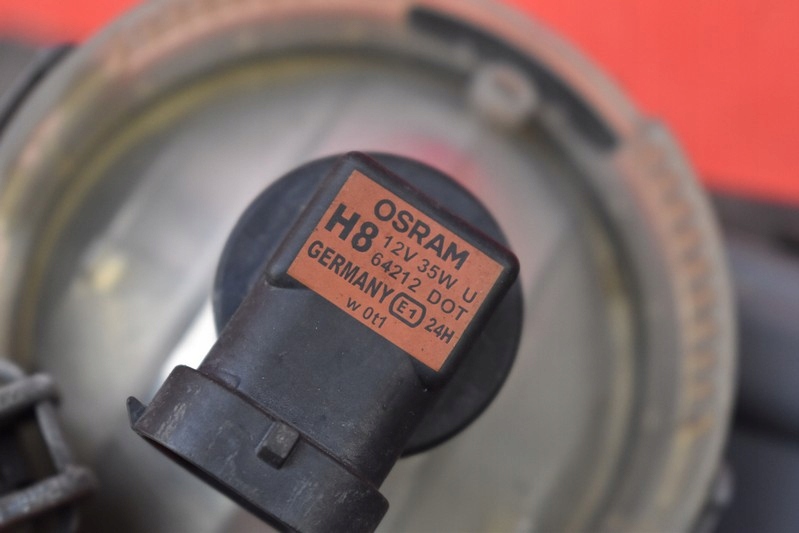 OSRAM
H8 12V 35W U
64212 DOT
GERMANY E1 24H
w 0t1